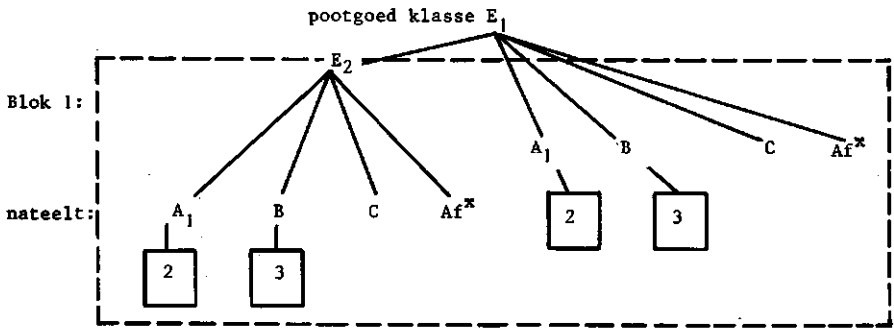 pootgoed klasse E1
E2
Blok 1:
A1 B C Af*
nateelt: A1 B C Af*
2 3
2 3